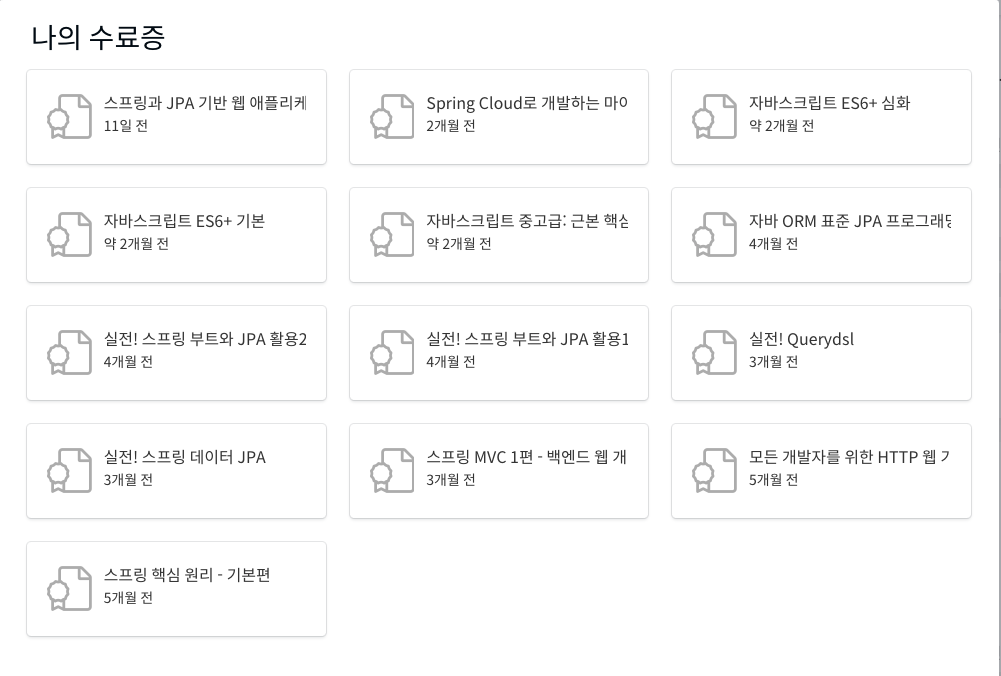 나의 수료증
스프링과 JPA 기반 웹 애플리케
11일 전
Spring Cloud로 개발하는 마이
2개월 전
자바스크립트 ES6+ 심화
약 2개월 전
자바스크립트 ES6+ 기본
약 2개월 전
자바스크립트 중고급: 근본 핵심
약 2개월 전
자바 ORM 표준 JPA 프로그래밍
4개월 전
실전! 스프링 부트와 JPA 활용2
4개월 전
실전! 스프링 부트와 JPA 활용1
4개월 전
실전! Querydsl
3개월 전
실전! 스프링 데이터 JPA
3개월 전
스프링 MVC 1편 - 백엔드 웹 개
3개월 전
모든 개발자를 위한 HTTP 웹 기
5개월 전
스프링 핵심 원리 - 기본편
5개월 전